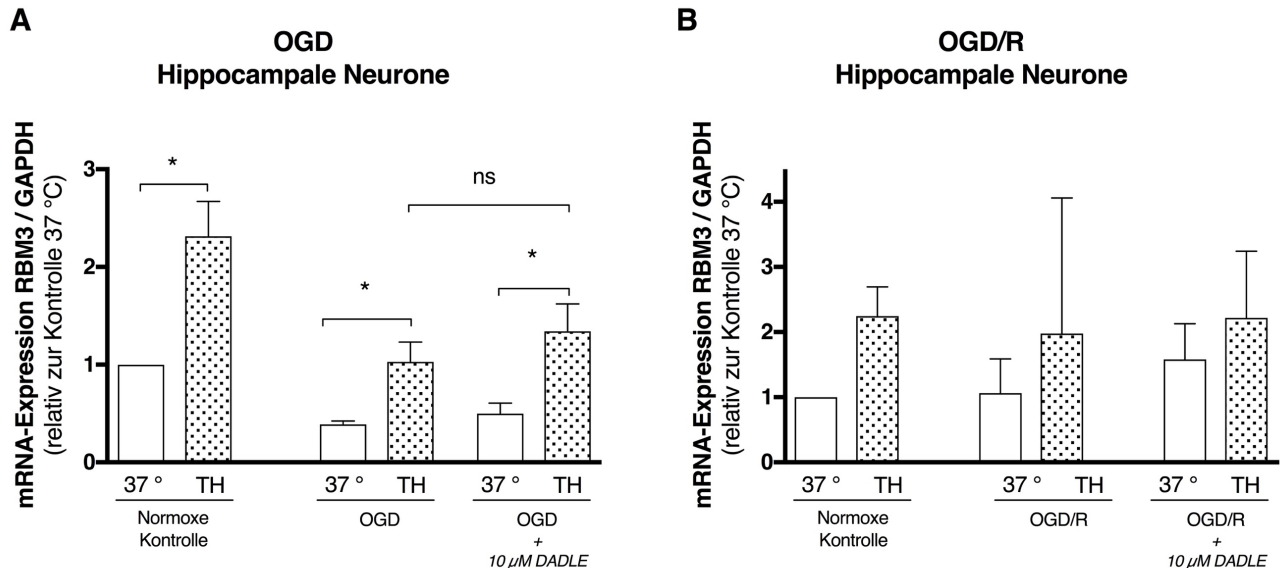 A
OGD
Hippocampale Neurone
mRNA-Expression RBM3 / GAPDH
(relativ zur Kontrolle 37 °C)
3
2
1
0
*
*
*
ns
37 ° TH 37 ° TH 37 ° TH
Normoxe
Kontrolle
OGD
OGD
+
10 µM DADLE
B
OGD/R
Hippocampale Neurone
mRNA-Expression RBM3 / GAPDH
(relativ zur Kontrolle 37 °C)
4
3
2
1
0
37 ° TH 37 ° TH 37 ° TH
Normoxe
Kontrolle
OGD/R
OGD/R
+
10 µM DADLE